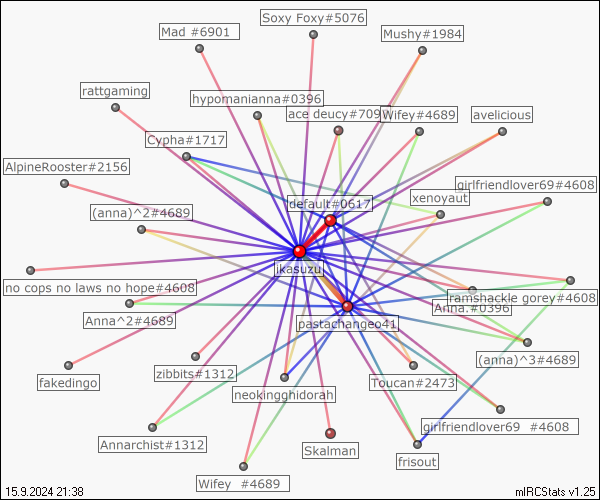 Soxy Foxy#5076
Mad #6901
Mushy#1984
rattgaming
hypomanianna#0396
ace deucy#709
Wifey#4689
avelicious
Cypha#1717
AlpineRooster#2156
girlfriendlover69#4608
xenoyaut
default#0617
(anna)^2#4689
ikasuzu
no cops no laws no hope#4608
ramshackle gorey#4608
Anna.#0396
Anna^2#4689
pastachange041
(anna)^3#4689
zibbits#1312
fakedingo
Toucan#2473
neokingghidorah
girlfriendlover69 #4608
Annarchist#1312
Skalman
frisout
Wifey #4689
15.9.2024 21:38
mIRCStats v1.25